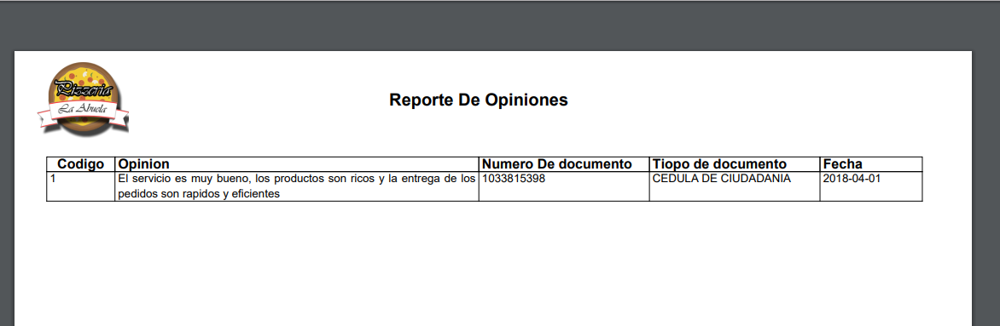 Pizzeria
La Abuela
Reporte De Opiniones
Codigo Opinion Numero De documento Tiopo de documento Fecha
1 El servicio es muy bueno, los productos son ricos y la entrega de los 1033815398 CEDULA DE CIUDADANIA 2018-04-01
pedidos son rapidos y eficientes